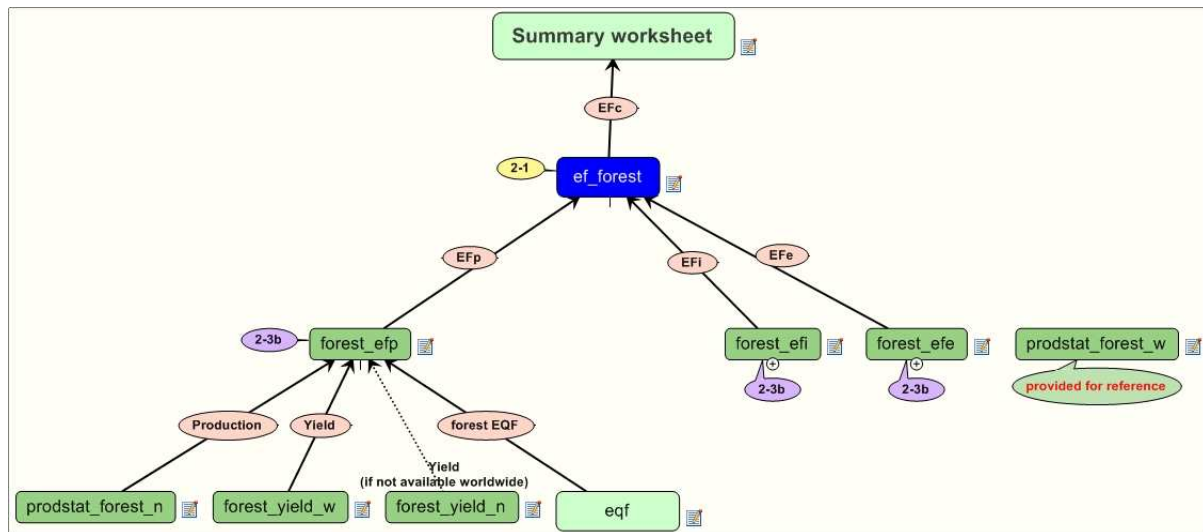 Summary worksheet
EFc
2-1
ef_forest
EFp
EFi
EFe
2-3b
forest_efp
forest_efi
forest_efe
prodstat_forest_w
2-3b
2-3b
provided for reference
Production
Yield
forest EQF
Yield
(if not available worldwide)
prodstat_forest_n
forest_yield_w
forest_yield_n
eqf